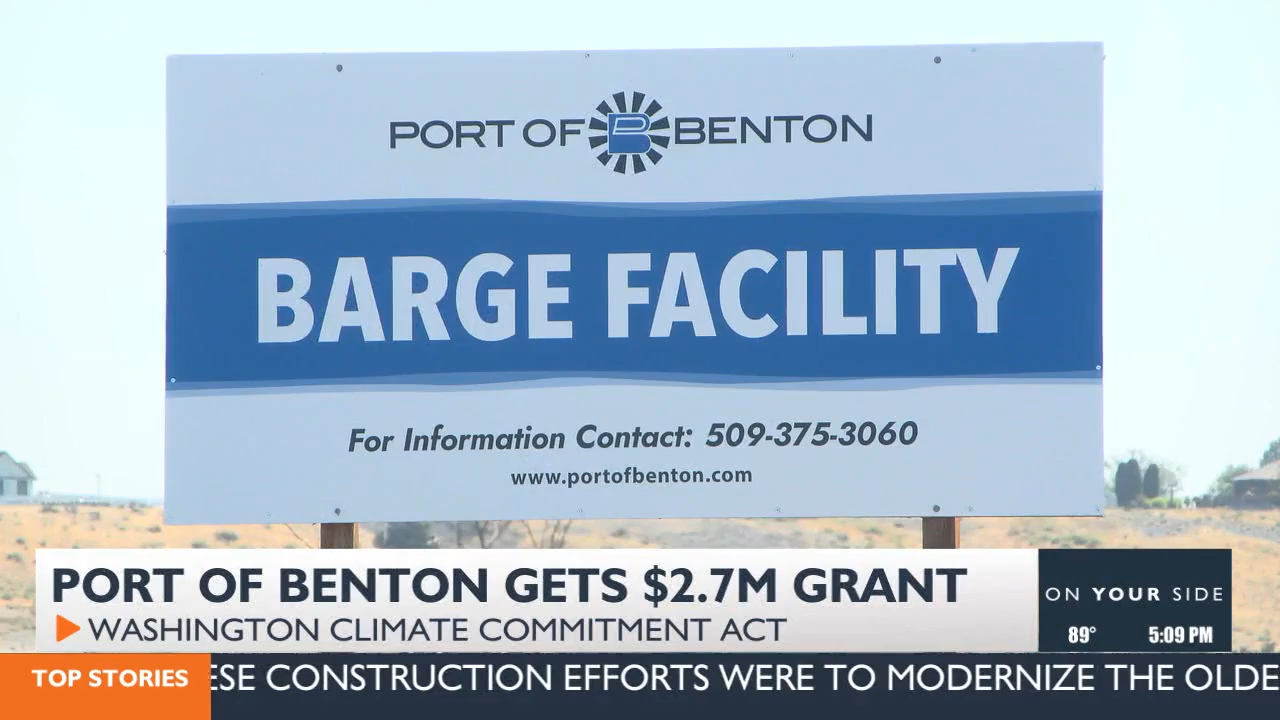 PORT OF B BENTON
BARGE FACILITY
For Information Contact: 509-375-3060
www.portofbenton.com
PORT OF BENTON GETS $2.7M GRANT
WASHINGTON CLIMATE COMMITMENT ACT
ON YOUR SIDE
89° 5:09 PM
TOP STORIES
ESE CONSTRUCTION EFFORTS WERE TO MODERNIZE THE OLDE